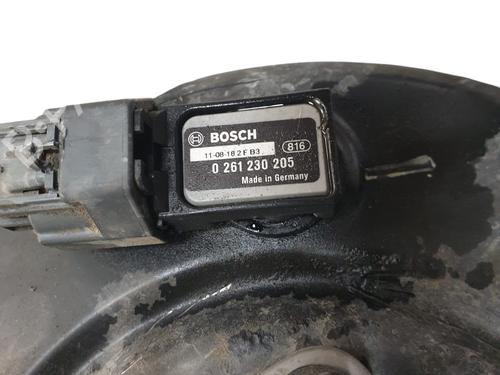 BOSCH
11-08-18 2 F B3
816
0 261 230 205
Made in Germany